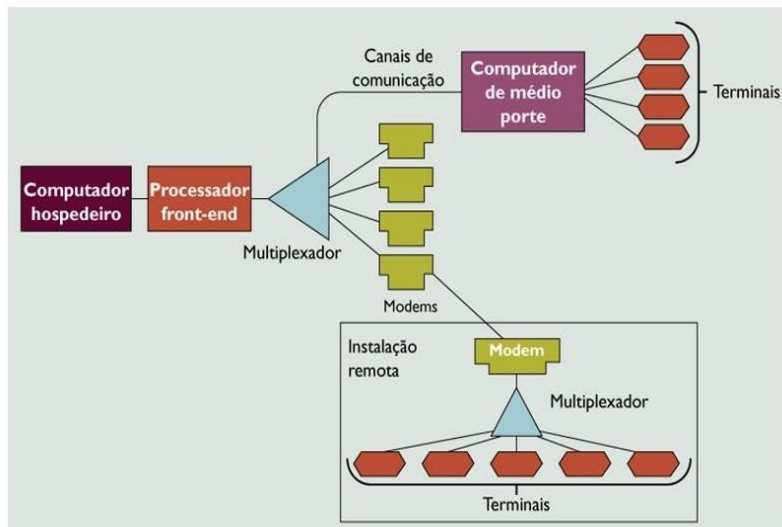 Canais de
comunicação
Computador
de médio
porte
Terminais
Computador
hospedeiro
Processador
front-end
Multiplexador
Modems
Instalação
remota
Modem
Multiplexador
Terminais